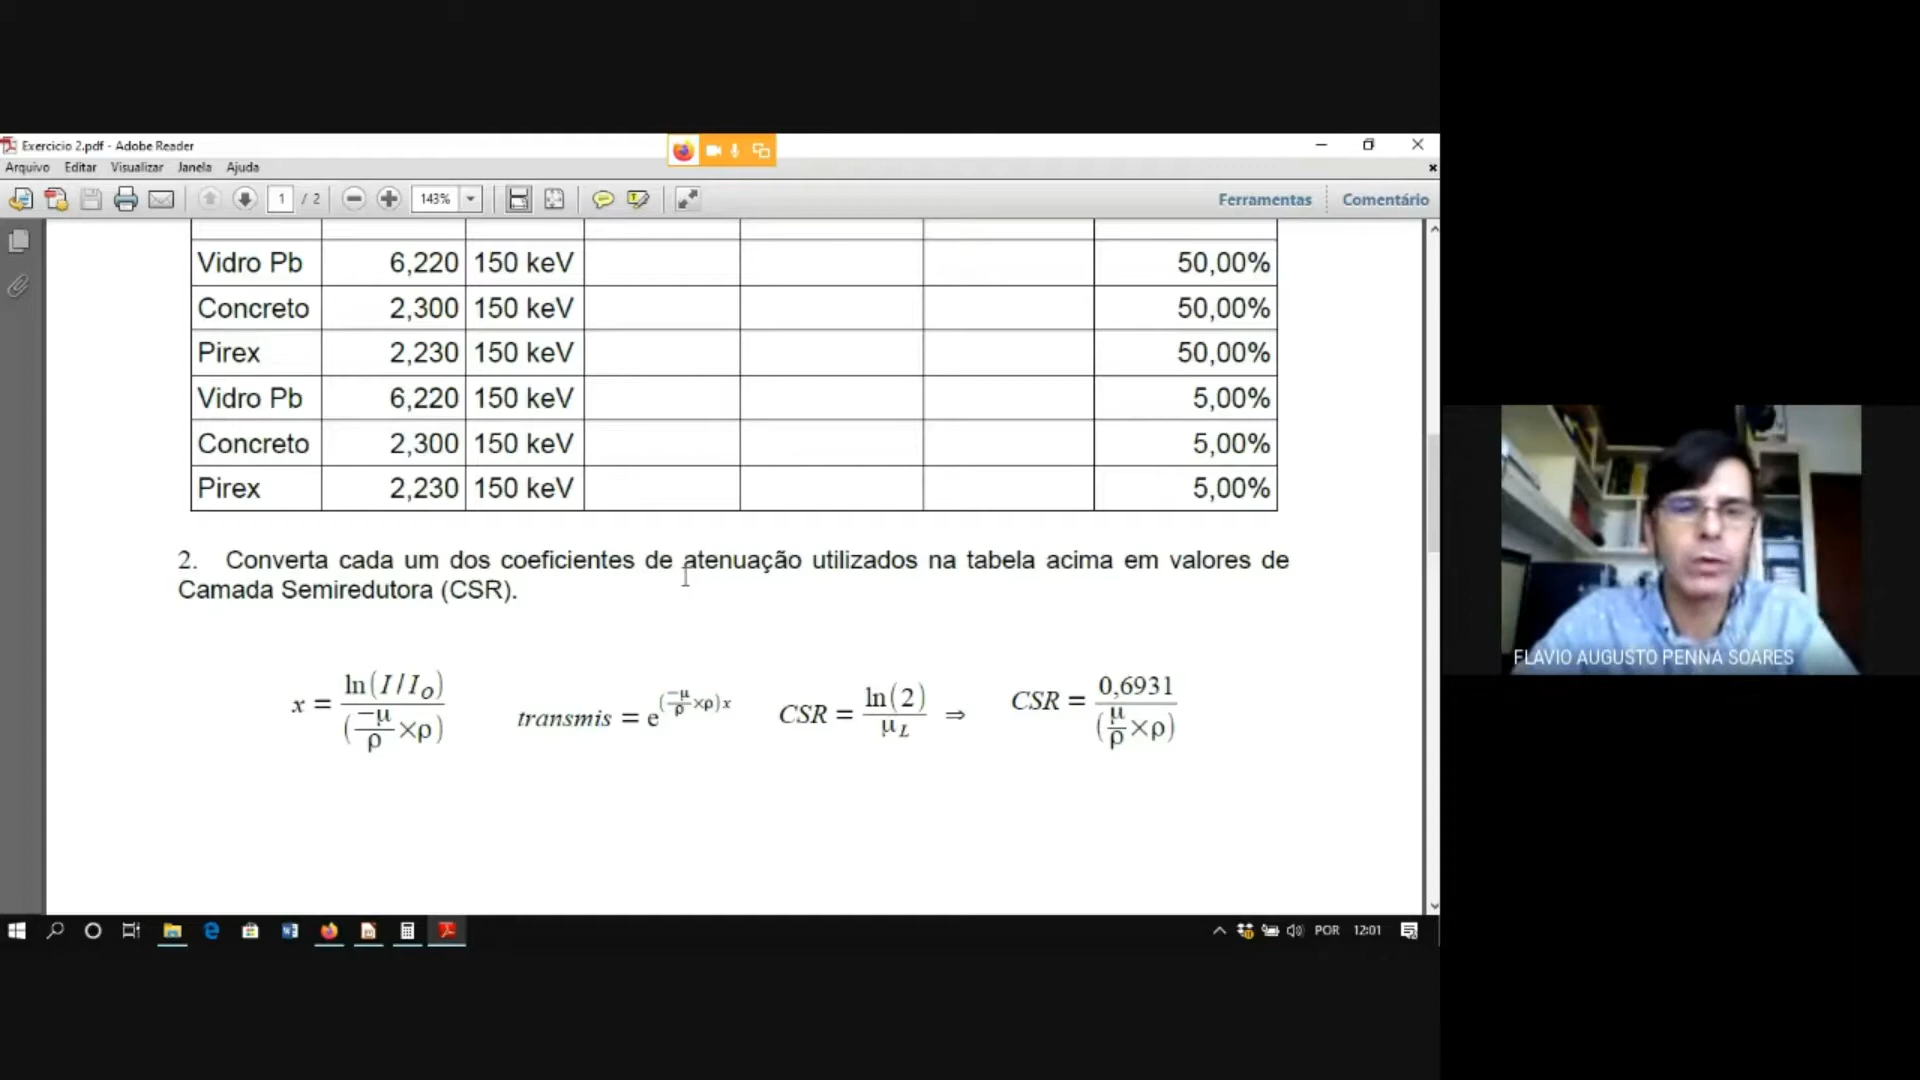 Exercicio 2.pdf - Adobe Reader
Arquivo Editar Visualizar Janela Ajuda
1 / 2 143% Ferramentas Comentário
Vidro Pb 6,220 150 keV 50,00%
Concreto 2,300 150 keV 50,00%
Pirex 2,230 150 keV 50,00%
Vidro Pb 6,220 150 keV 5,00%
Concreto 2,300 150 keV 5,00%
Pirex 2,230 150 keV 5,00%
2. Converta cada um dos coeficientes de atenuação utilizados na tabela acima em valores de
Camada Semiredutora (CSR).
x = ln(I/I_O) / (−μ/ρ ×ρ) transmis = e^((−μ/ρ ×ρ)x) CSR = ln(2) / μ_L ⇒ CSR = 0,6931 / (μ/ρ ×ρ)
FLAVIO AUGUSTO PENNA SOARES
POR 12:01